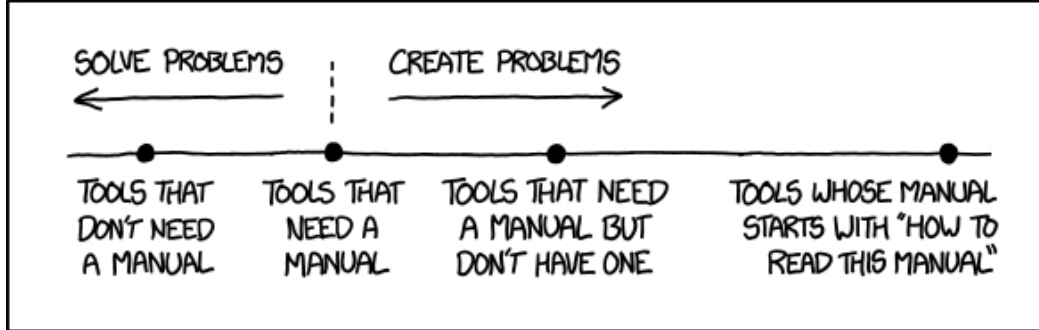 SOLVE PROBLEMS
CREATE PROBLEMS
TOOLS THAT
DON'T NEED
A MANUAL
TOOLS THAT
NEED A
MANUAL
TOOLS THAT NEED
A MANUAL BUT
DON'T HAVE ONE
TOOLS WHOSE MANUAL
STARTS WITH "HOW TO
READ THIS MANUAL"